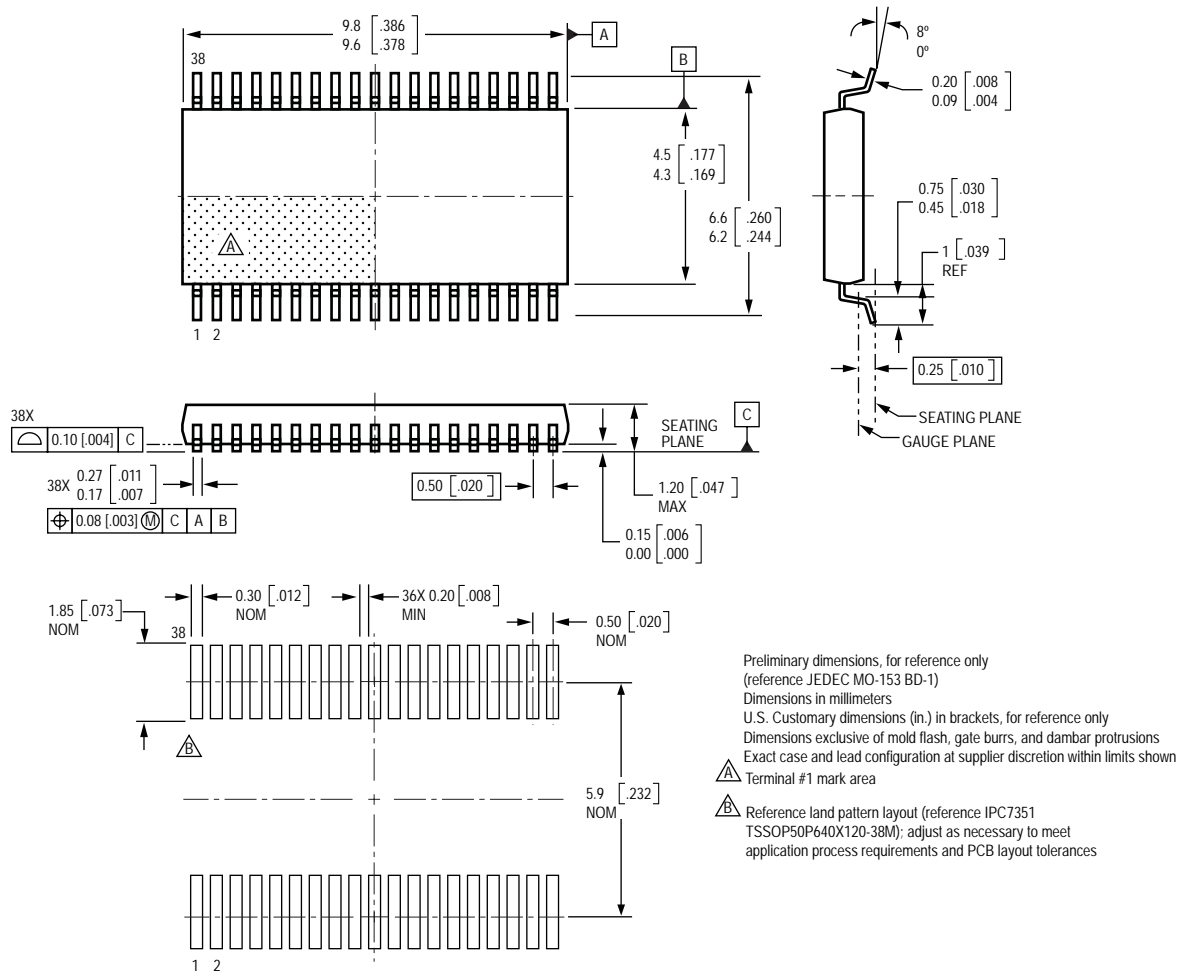 9.8 [.386]
9.6 [.378]
A
38
B
8º
0º
0.20 [.008]
0.09 [.004]
4.5 [.177]
4.3 [.169]
6.6 [.260]
6.2 [.244]
A
0.75 [.030]
0.45 [.018]
1 [.039]
REF
1 2
0.25 [.010]
SEATING PLANE
GAUGE PLANE
38X
0.10 [.004] C
SEATING
PLANE
C
38X 0.27 [.011]
0.17 [.007]
0.08 [.003] Ⓜ C A B
0.50 [.020]
1.20 [.047]
MAX
0.15 [.006]
0.00 [.000]
1.85 [.073]
NOM
0.30 [.012]
NOM
36X 0.20 [.008]
MIN
0.50 [.020]
NOM
38
B
5.9 [.232]
NOM
1 2
Preliminary dimensions, for reference only
(reference JEDEC MO-153 BD-1)
Dimensions in millimeters
U.S. Customary dimensions (in.) in brackets, for reference only
Dimensions exclusive of mold flash, gate burrs, and dambar protrusions
Exact case and lead configuration at supplier discretion within limits shown
A Terminal #1 mark area
B Reference land pattern layout (reference IPC7351
TSSOP50P640X120-38M); adjust as necessary to meet
application process requirements and PCB layout tolerances